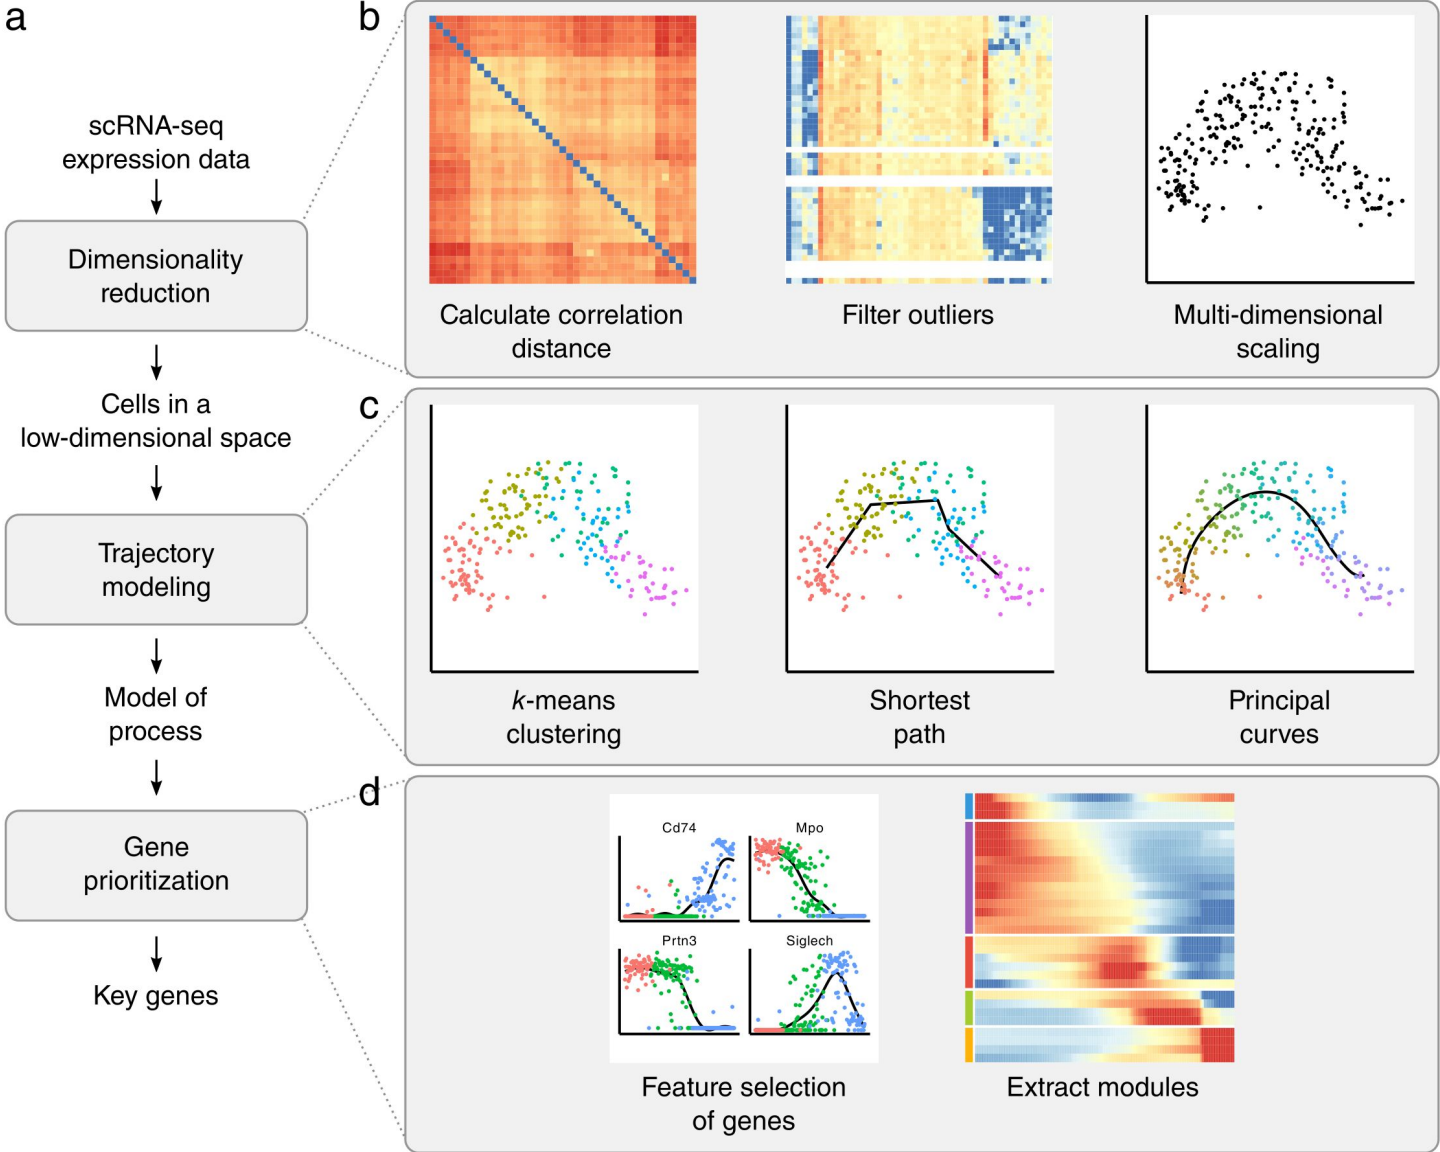 a
scRNA-seq
expression data
Dimensionality
reduction
Cells in a
low-dimensional space
Trajectory
modeling
Model of
process
Gene
prioritization
Key genes
b
Calculate correlation
distance
Filter outliers
Multi-dimensional
scaling
c
k-means
clustering
Shortest
path
Principal
curves
d
Cd74
Mpo
Prtn3
Siglech
Feature selection
of genes
Extract modules